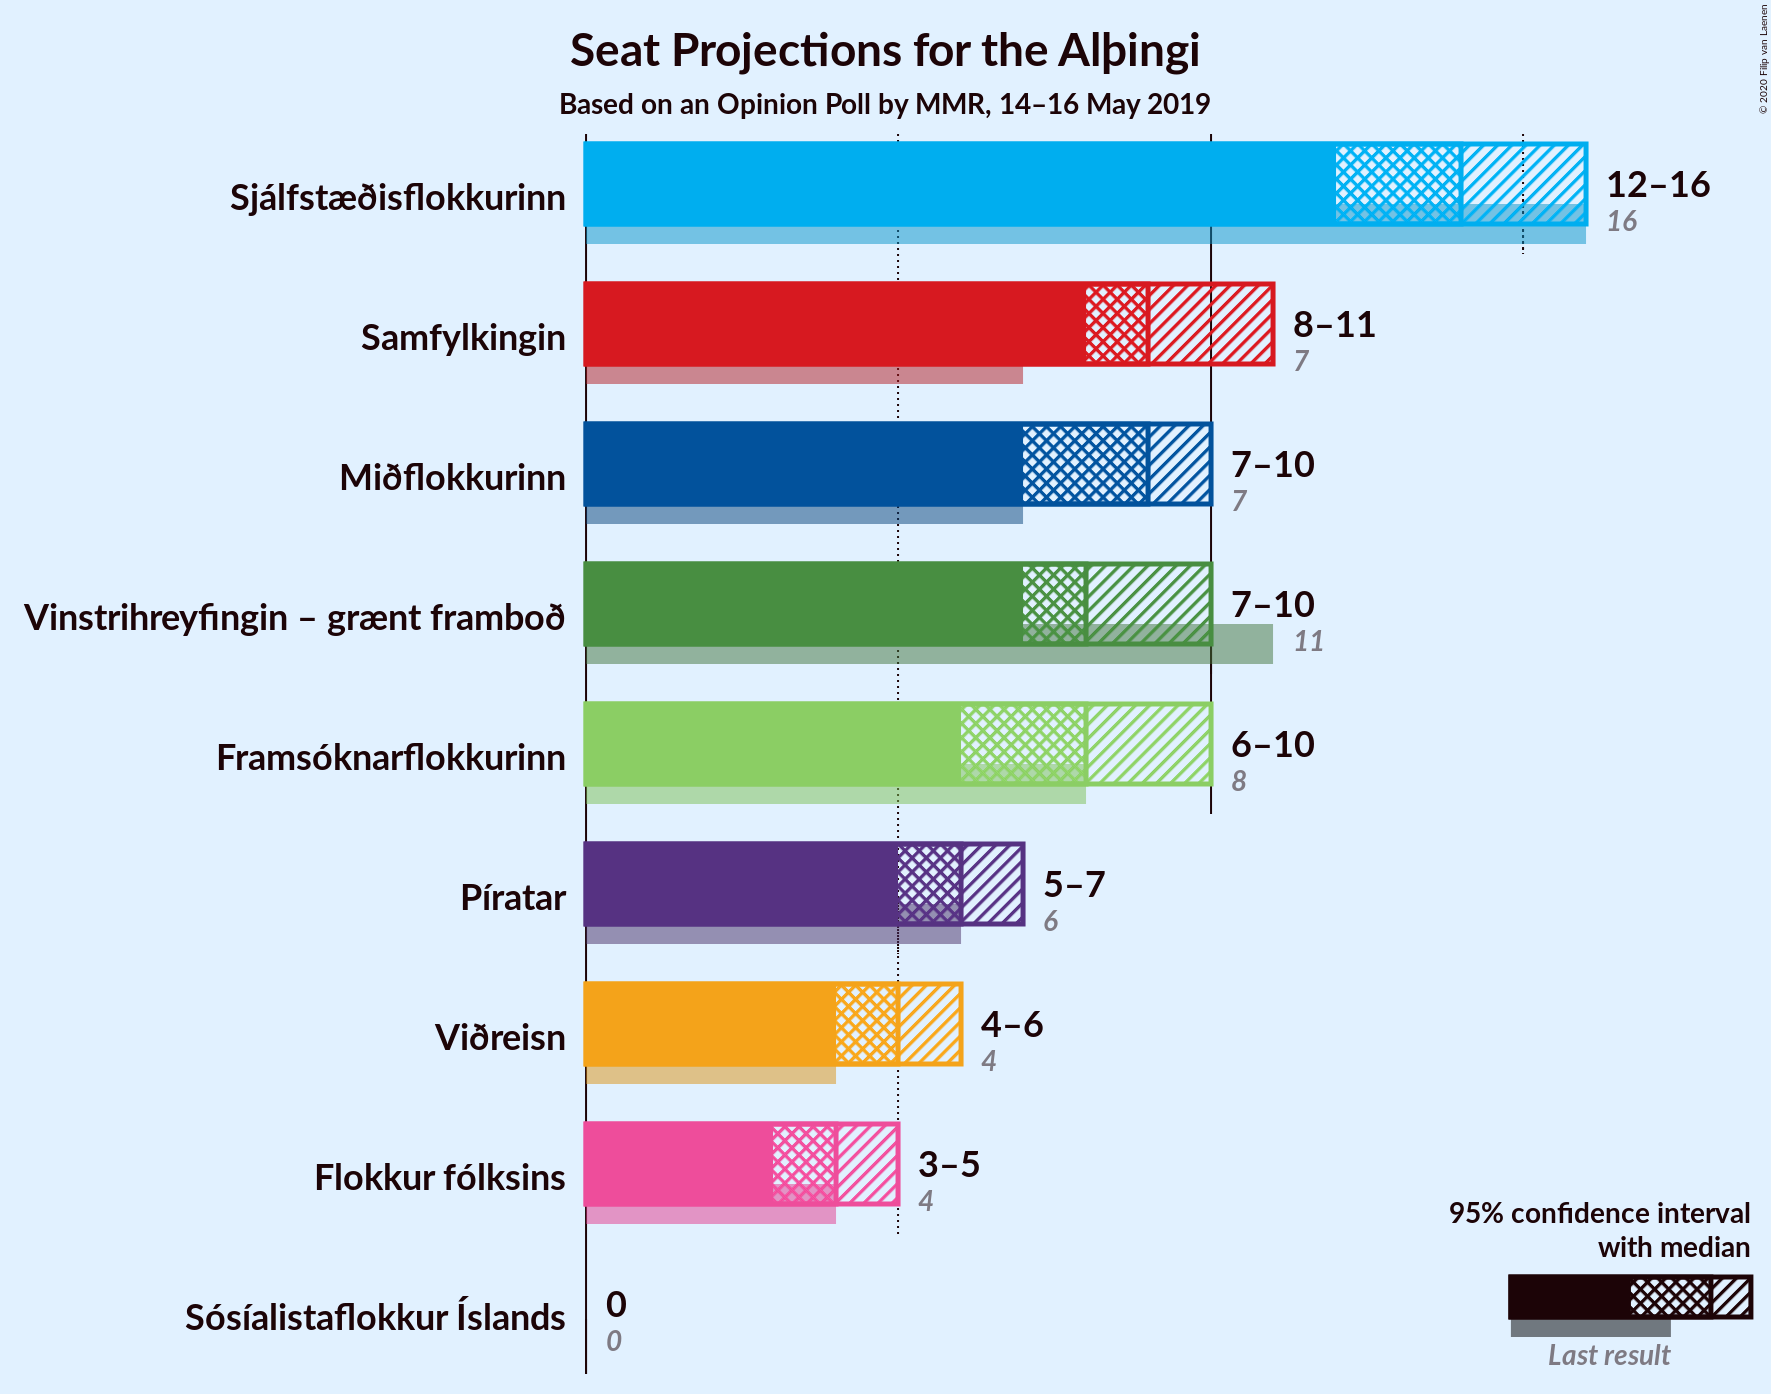 Seat Projections for the Alþingi
Based on an Opinion Poll by MMR, 14–16 May 2019
© 2020 Filip van Laenen
Sjálfstæðisflokkurinn
12–16
16
Samfylkingin
8–11
7
Miðflokkurinn
7–10
7
Vinstrihreyfingin – grænt framboð
7–10
11
Framsóknarflokkurinn
6–10
8
Píratar
5–7
6
Viðreisn
4–6
4
Flokkur fólksins
3–5
4
Sósíalistaflokkur Íslands
0
0
95% confidence interval
with median
Last result